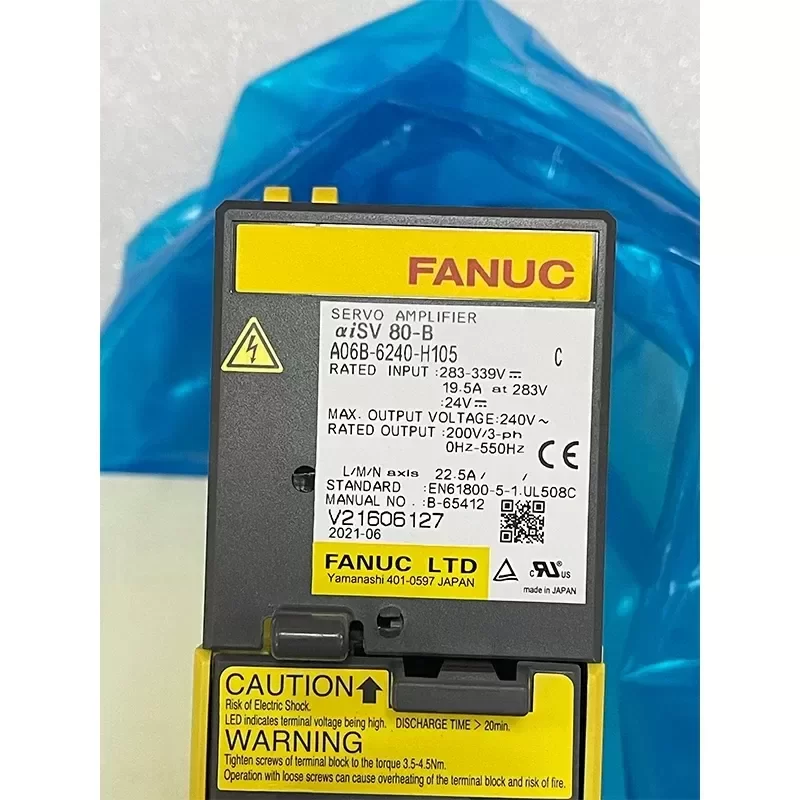 FANUC
SERVO AMPLIFIER
αiSV 80-B
A06B-6240-H105 C
RATED INPUT :283-339V⎓
19.5A at 283V
:24V⎓
MAX. OUTPUT VOLTAGE:240V~
RATED OUTPUT :200V/3-ph
0Hz-550Hz
CE
L/M/N axis 22.5A/ /
STANDARD :EN61800-5-1.UL508C
MANUAL NO. :B-65412
V21606127
2021-06
FANUC LTD
Yamanashi 401-0597 JAPAN
c RU US
made in JAPAN
CAUTION
Risk of Electric Shock.
LED indicates terminal voltage being high. DISCHARGE TIME > 20min.
WARNING
Tighten screws of terminal block to the torque 3.5-4.5Nm.
Operation with loose screws can cause overheating of the terminal block and risk of fire.